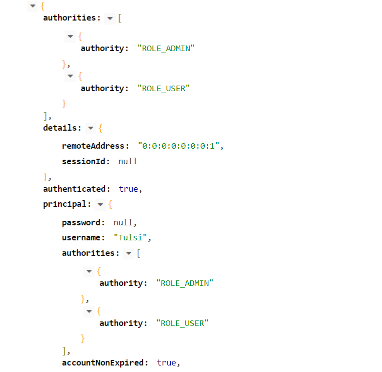 {
authorities: [
{
authority: "ROLE_ADMIN"
},
{
authority: "ROLE_USER"
}
],
details: {
remoteAddress: "0:0:0:0:0:0:0:1",
sessionId: null
},
authenticated: true,
principal: {
password: null,
username: "Tulsi",
authorities: [
{
authority: "ROLE_ADMIN"
},
{
authority: "ROLE_USER"
}
],
accountNonExpired: true,